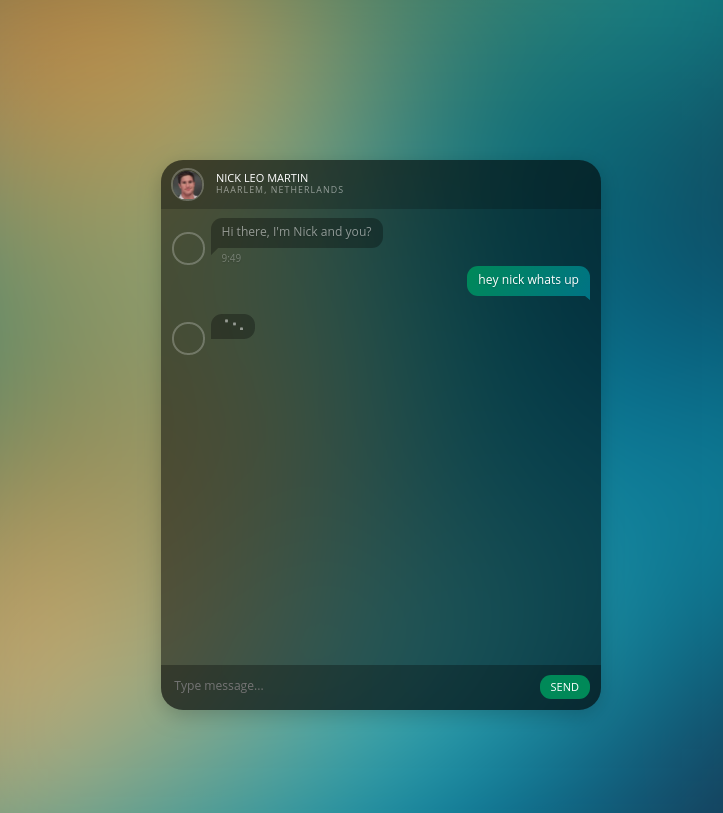 NICK LEO MARTIN
HAARLEM, NETHERLANDS
Hi there, I'm Nick and you?
9:49
hey nick whats up
Type message...
SEND